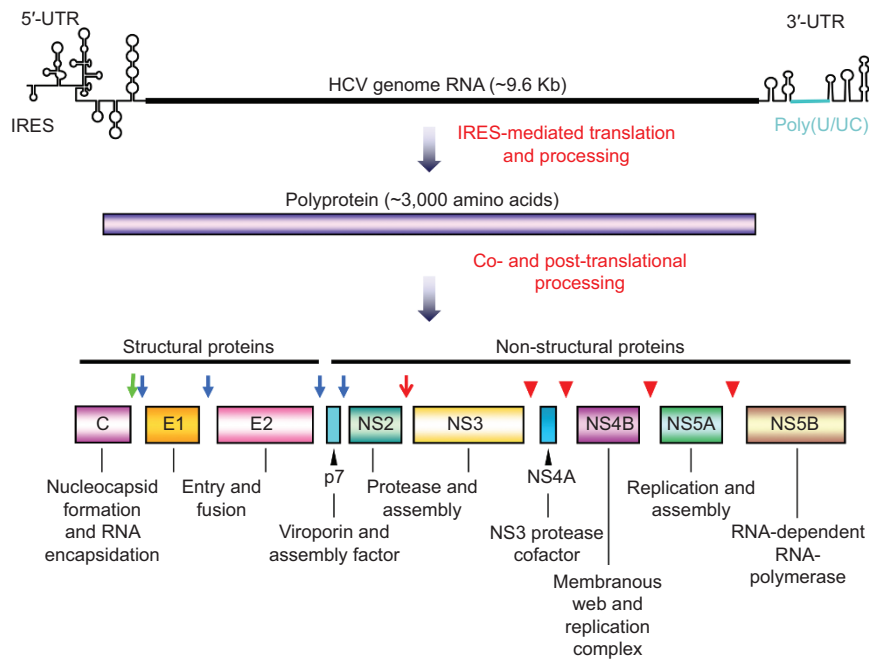 5′-UTR
3′-UTR
HCV genome RNA (~9.6 Kb)
IRES
Poly(U/UC)
IRES-mediated translation
and processing
Polyprotein (~3,000 amino acids)
Co- and post-translational
processing
Structural proteins
Non-structural proteins
C
E1
E2
NS2
NS3
NS4B
NS5A
NS5B
p7
NS4A
Nucleocapsid
formation
and RNA
encapsidation
Entry and
fusion
Viroporin and
assembly factor
Protease and
assembly
NS3 protease
cofactor
Membranous
web and
replication
complex
Replication and
assembly
RNA-dependent
RNA-
polymerase